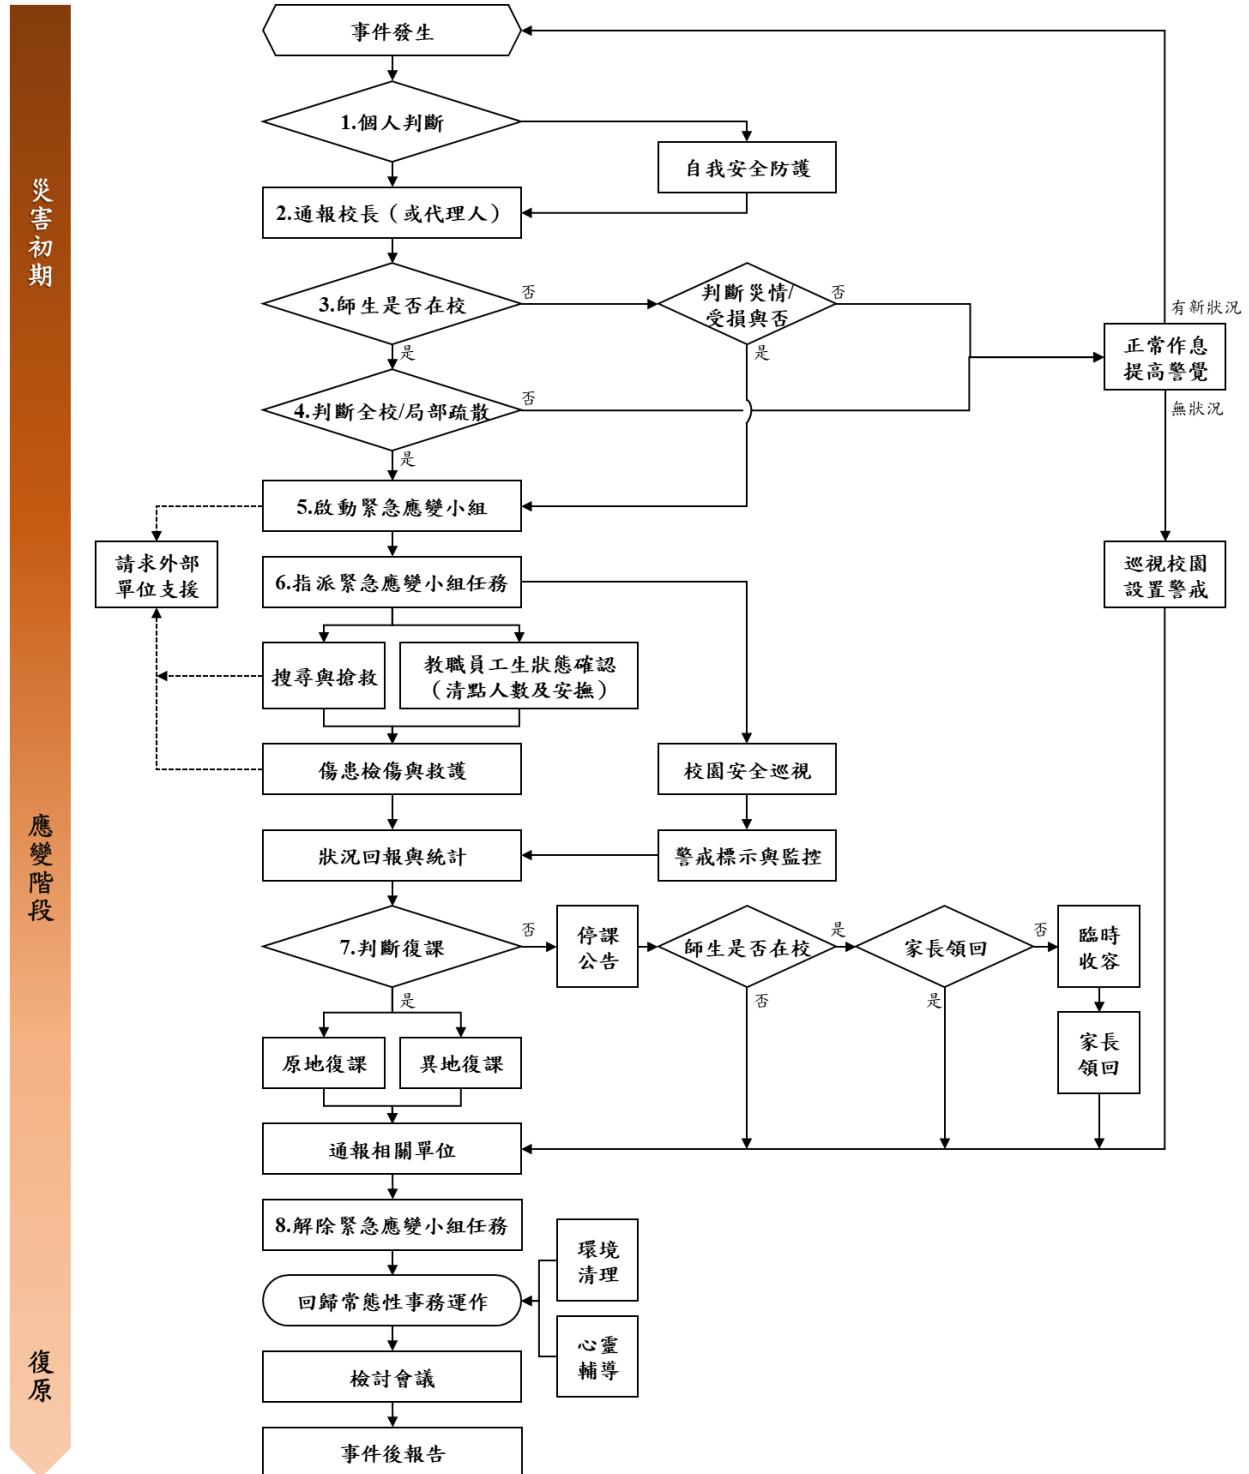 災害初期
應變階段
復原
事件發生
1.個人判斷
自我安全防護
2.通報校長（或代理人）
3.師生是否在校
否
判斷災情/
受損與否
否
有新狀況
正常作息
提高警覺
是
是
4.判斷全校/局部疏散
否
無狀況
是
5.啟動緊急應變小組
請求外部
單位支援
6.指派緊急應變小組任務
巡視校園
設置警戒
搜尋與搶救
教職員工生狀態確認
（清點人數及安撫）
傷患檢傷與救護
校園安全巡視
狀況回報與統計
警戒標示與監控
7.判斷復課
否
停課
公告
師生是否在校
是
家長領回
否
臨時
收容
是
否
是
原地復課
異地復課
家長
領回
通報相關單位
8.解除緊急應變小組任務
環境
清理
回歸常態性事務運作
心靈
輔導
檢討會議
事件後報告